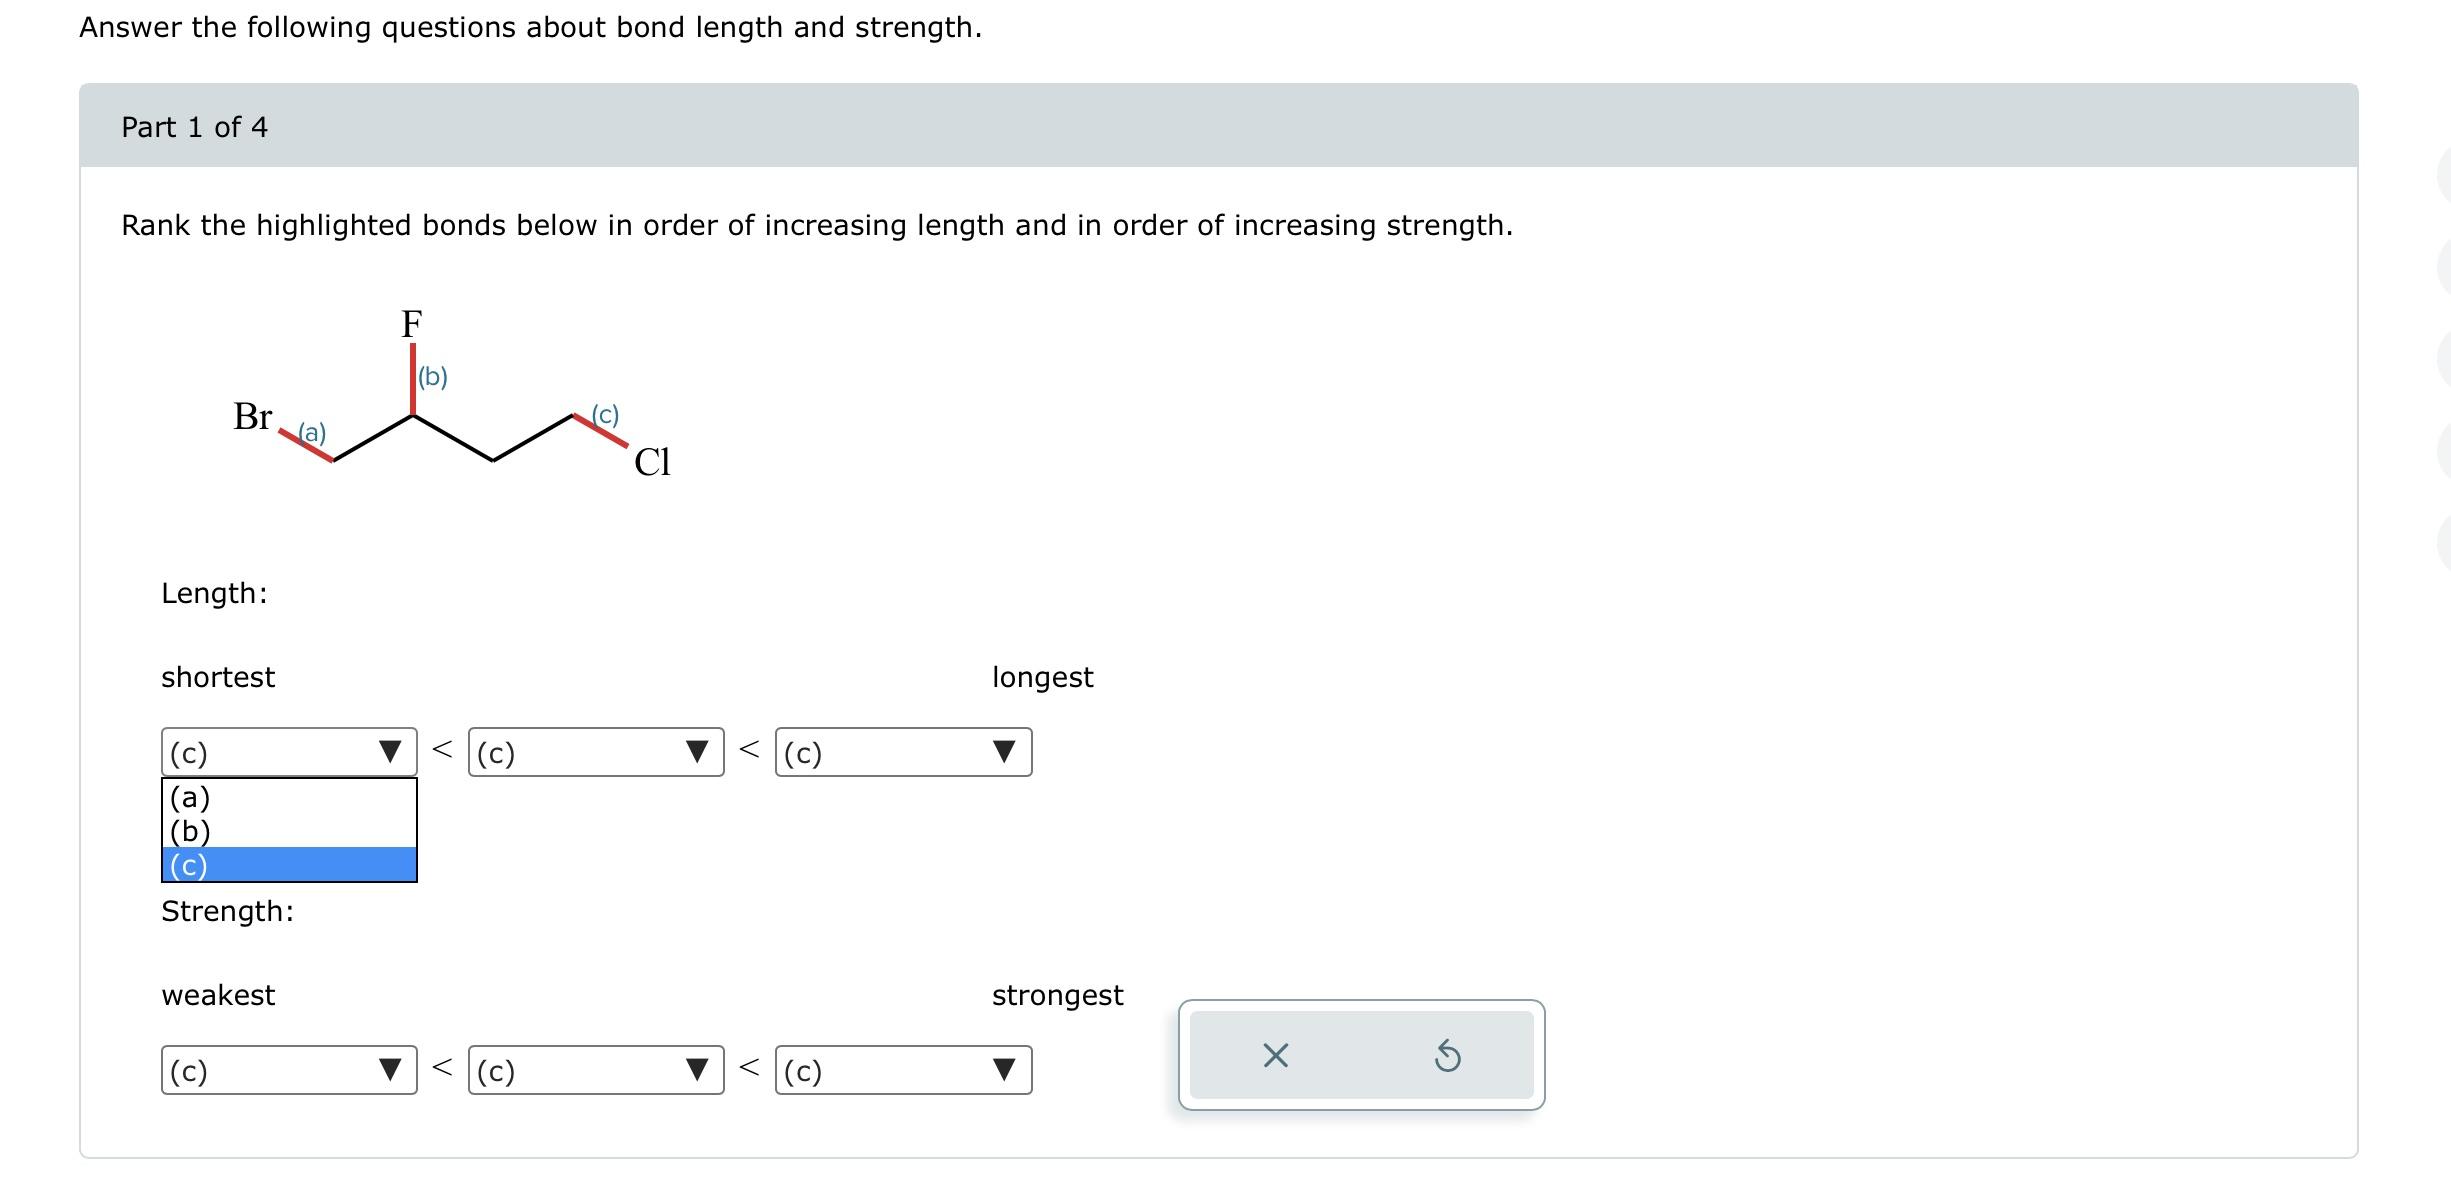 Answer the following questions about bond length and strength.
Part 1 of 4
Rank the highlighted bonds below in order of increasing length and in order of increasing strength.
F
(b)
Br
(a)
(c)
Cl
Length:
shortest longest
(c) ▼ < (c) ▼ < (c) ▼
(a)
(b)
(c)
Strength:
weakest strongest
(c) ▼ < (c) ▼ < (c) ▼